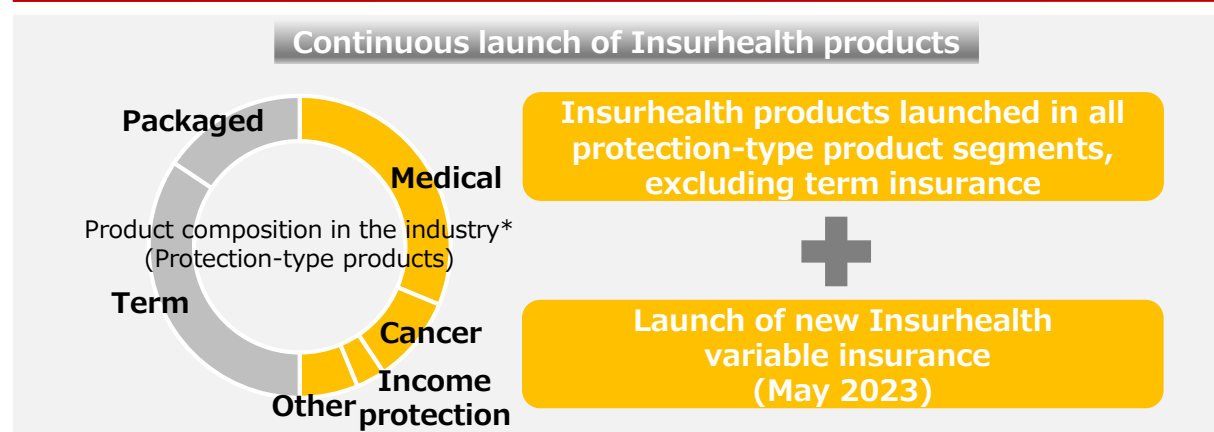 Continuous launch of Insurhealth products
Packaged
Medical
Product composition in the industry*
(Protection-type products)
Term
Cancer
Income
protection
Other
Insurhealth products launched in all
protection-type product segments,
excluding term insurance
Launch of new Insurhealth
variable insurance
(May 2023)